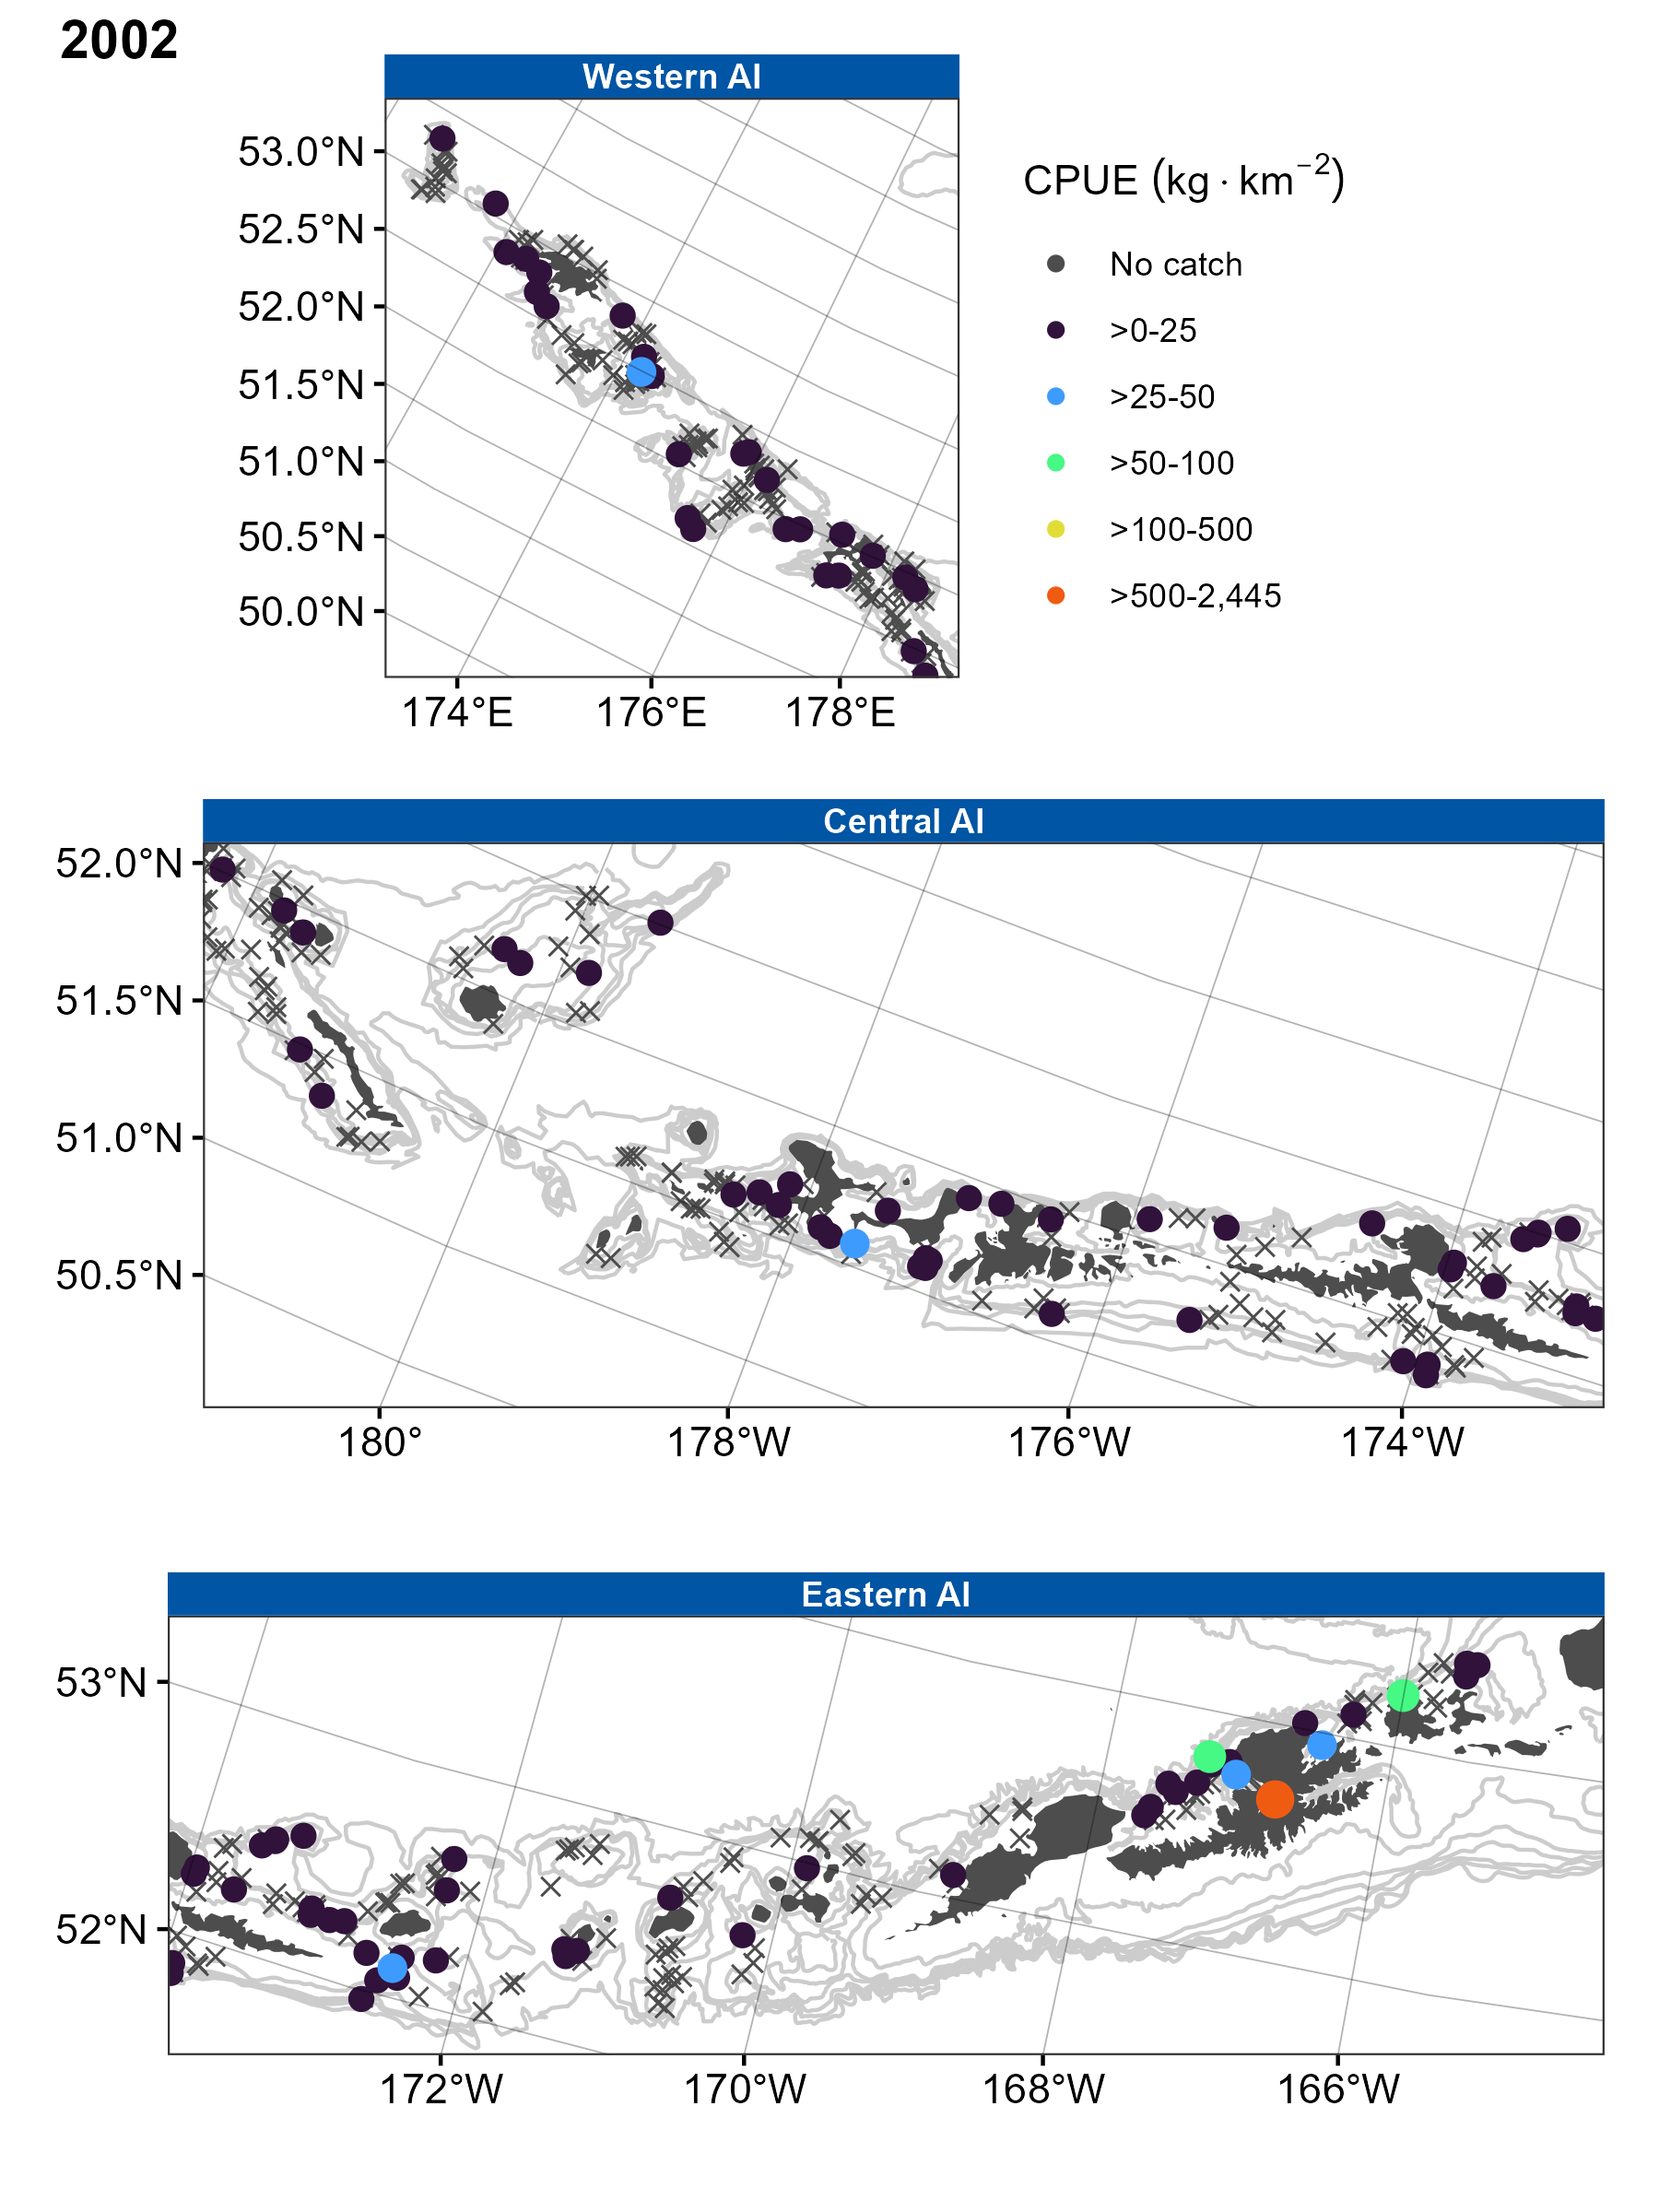 2002
Western AI
53.0°N
52.5°N
52.0°N
51.5°N
51.0°N
50.5°N
50.0°N
174°E 176°E 178°E
CPUE (kg · km⁻²)
No catch
>0-25
>25-50
>50-100
>100-500
>500-2,445
Central AI
52.0°N
51.5°N
51.0°N
50.5°N
180° 178°W 176°W 174°W
Eastern AI
53°N
52°N
172°W 170°W 168°W 166°W